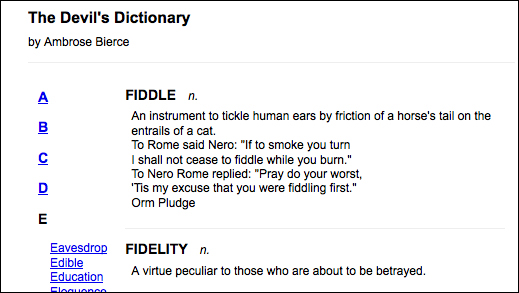 The Devil's Dictionary
by Ambrose Bierce
A
B
C
D
E
Eavesdrop
Edible
Education
Eloquence
FIDDLE n.
An instrument to tickle human ears by friction of a horse's tail on the
entrails of a cat.
To Rome said Nero: "If to smoke you turn
I shall not cease to fiddle while you burn."
To Nero Rome replied: "Pray do your worst,
'Tis my excuse that you were fiddling first."
Orm Pludge
FIDELITY n.
A virtue peculiar to those who are about to be betrayed.